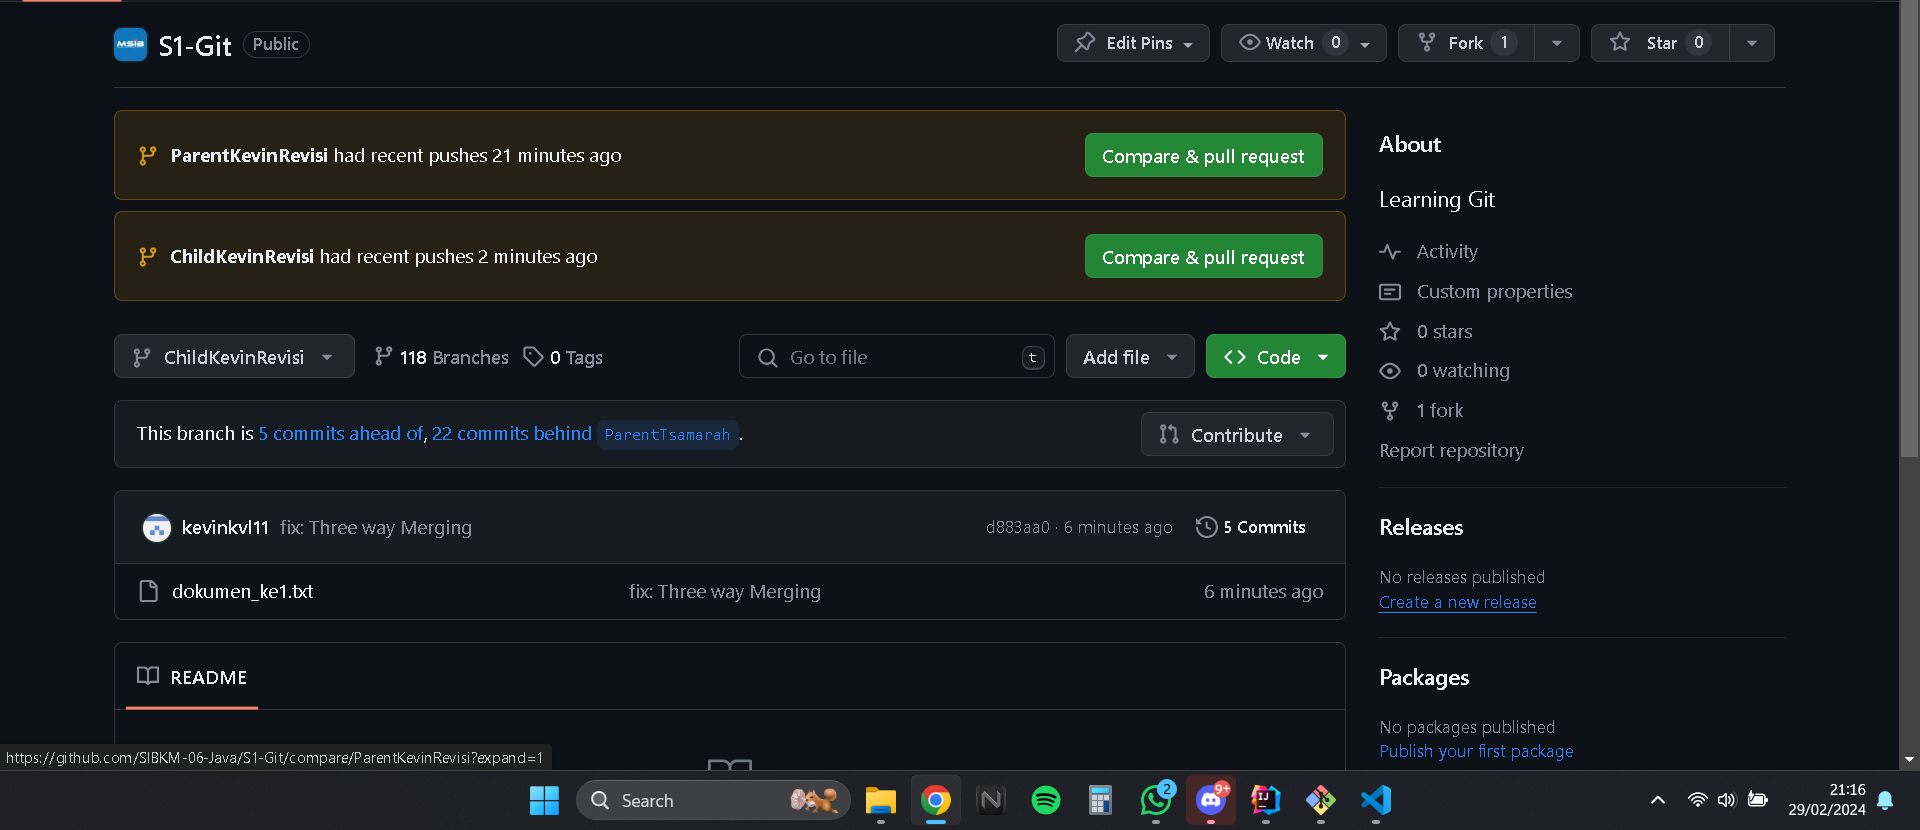 MSIB S1-Git Public Edit Pins Watch 0 Fork 1 Star 0
ParentKevinRevisi had recent pushes 21 minutes ago Compare & pull request
ChildKevinRevisi had recent pushes 2 minutes ago Compare & pull request
ChildKevinRevisi 118 Branches 0 Tags Go to file t Add file Code
This branch is 5 commits ahead of, 22 commits behind ParentTsamarah . Contribute
kevinkvl11 fix: Three way Merging d883aa0 · 6 minutes ago 5 Commits
dokumen_ke1.txt fix: Three way Merging 6 minutes ago
README
About
Learning Git
Activity
Custom properties
0 stars
0 watching
1 fork
Report repository
Releases
No releases published
Create a new release
Packages
No packages published
Publish your first package
https://github.com/SIBKM-06-Java/S1-Git/compare/ParentKevinRevisi?expand=1
Search N 2 9+ IJ 21:16
29/02/2024